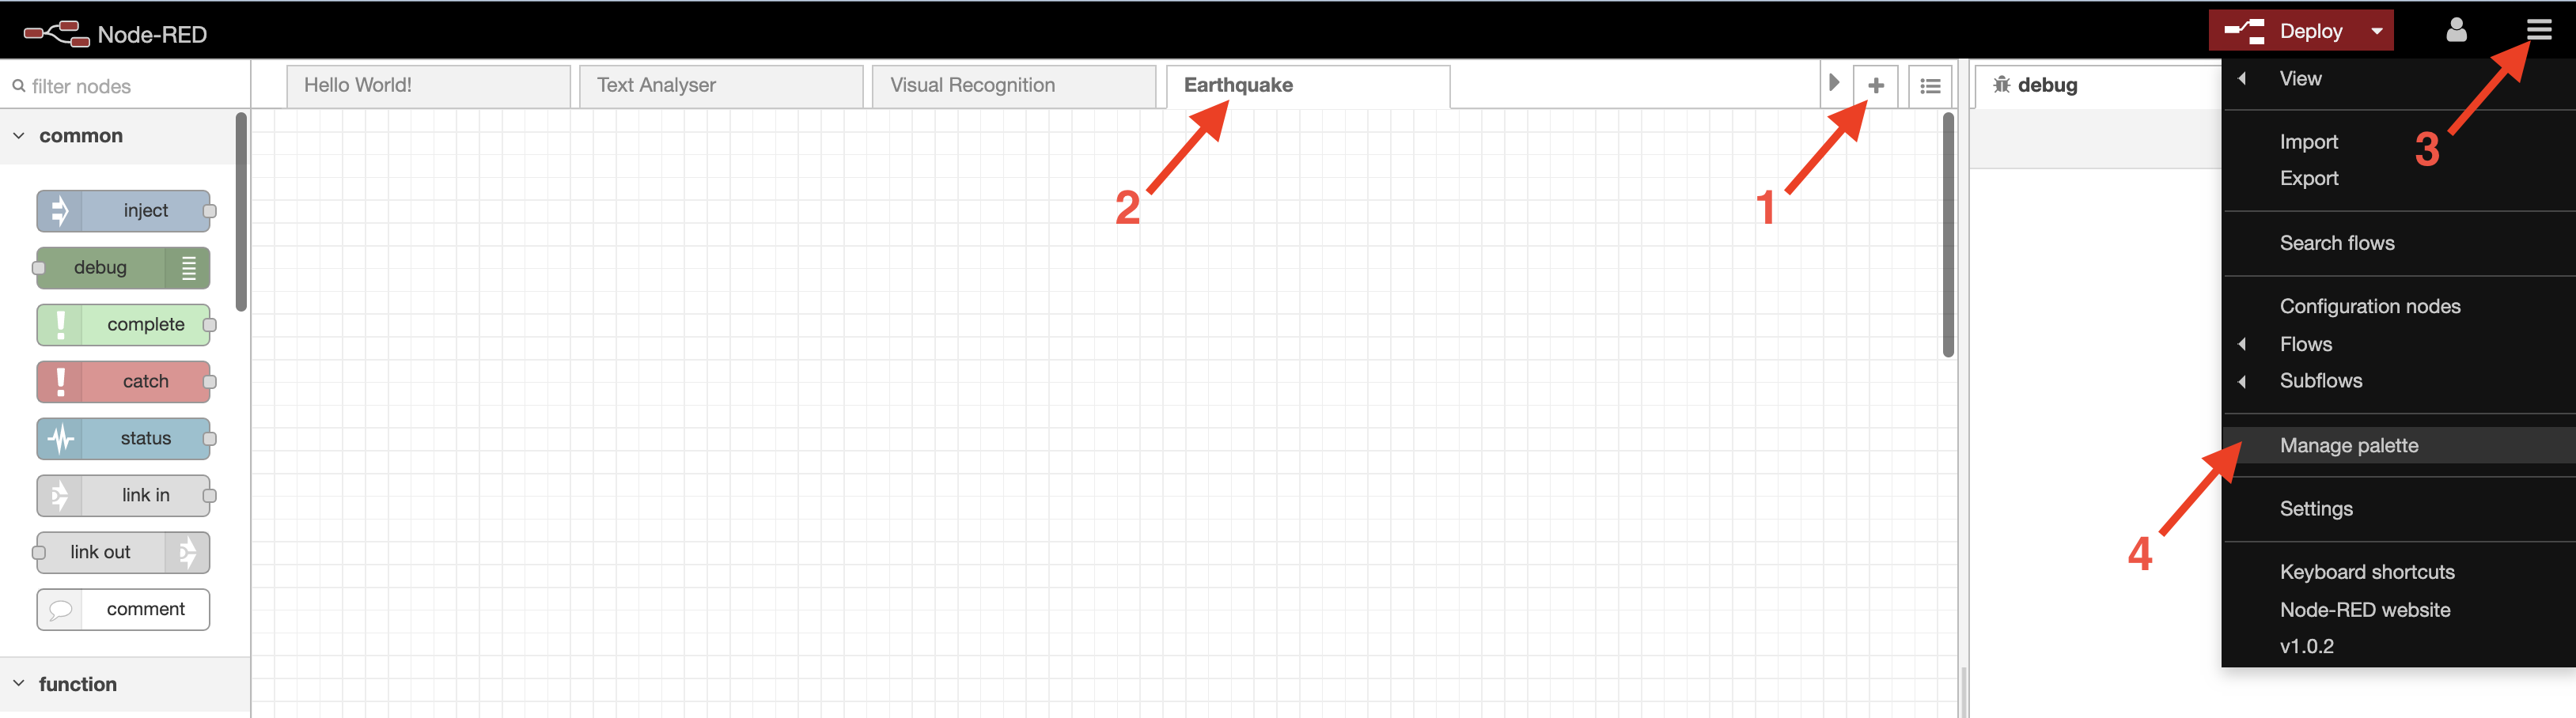 Node-RED
Deploy
filter nodes
Hello World!
Text Analyser
Visual Recognition
Earthquake
debug
common
inject
debug
complete
catch
status
link in
link out
comment
function
2
1
3
4
View
Import
Export
Search flows
Configuration nodes
Flows
Subflows
Manage palette
Settings
Keyboard shortcuts
Node-RED website
v1.0.2